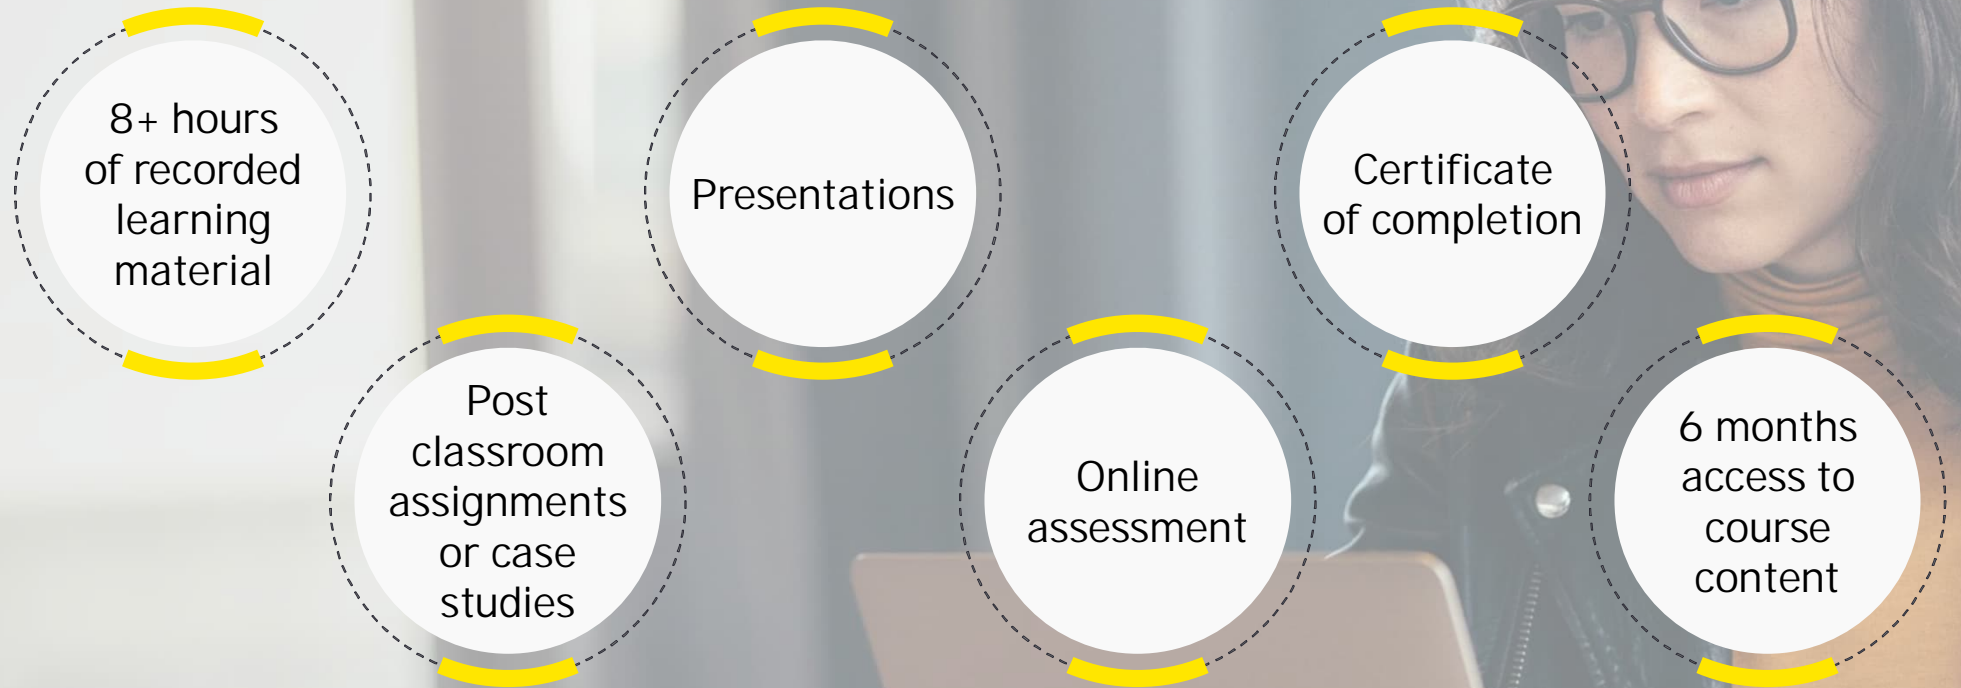 8+ hours
of recorded
learning
material
Post
classroom
assignments
or case
studies
Presentations
Online
assessment
Certificate
of completion
6 months
access to
course
content